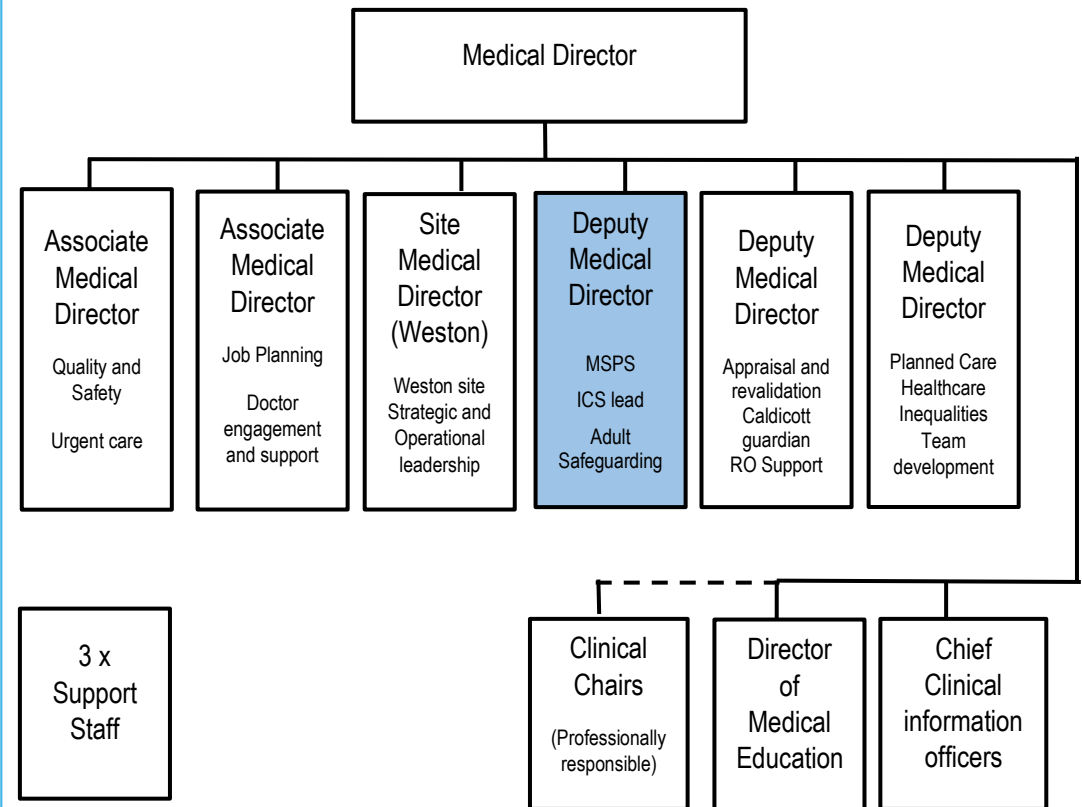 Medical Director
Associate
Medical
Director
Quality and
Safety
Urgent care
Associate
Medical
Director
Job Planning
Doctor
engagement
and support
Site
Medical
Director
(Weston)
Weston site
Strategic and
Operational
leadership
Deputy
Medical
Director
MSPS
ICS lead
Adult
Safeguarding
Deputy
Medical
Director
Appraisal and
revalidation
Caldicott
guardian
RO Support
Deputy
Medical
Director
Planned Care
Healthcare
Inequalities
Team
development
3 x
Support
Staff
Clinical
Chairs
(Professionally
responsible)
Director
of
Medical
Education
Chief
Clinical
information
officers